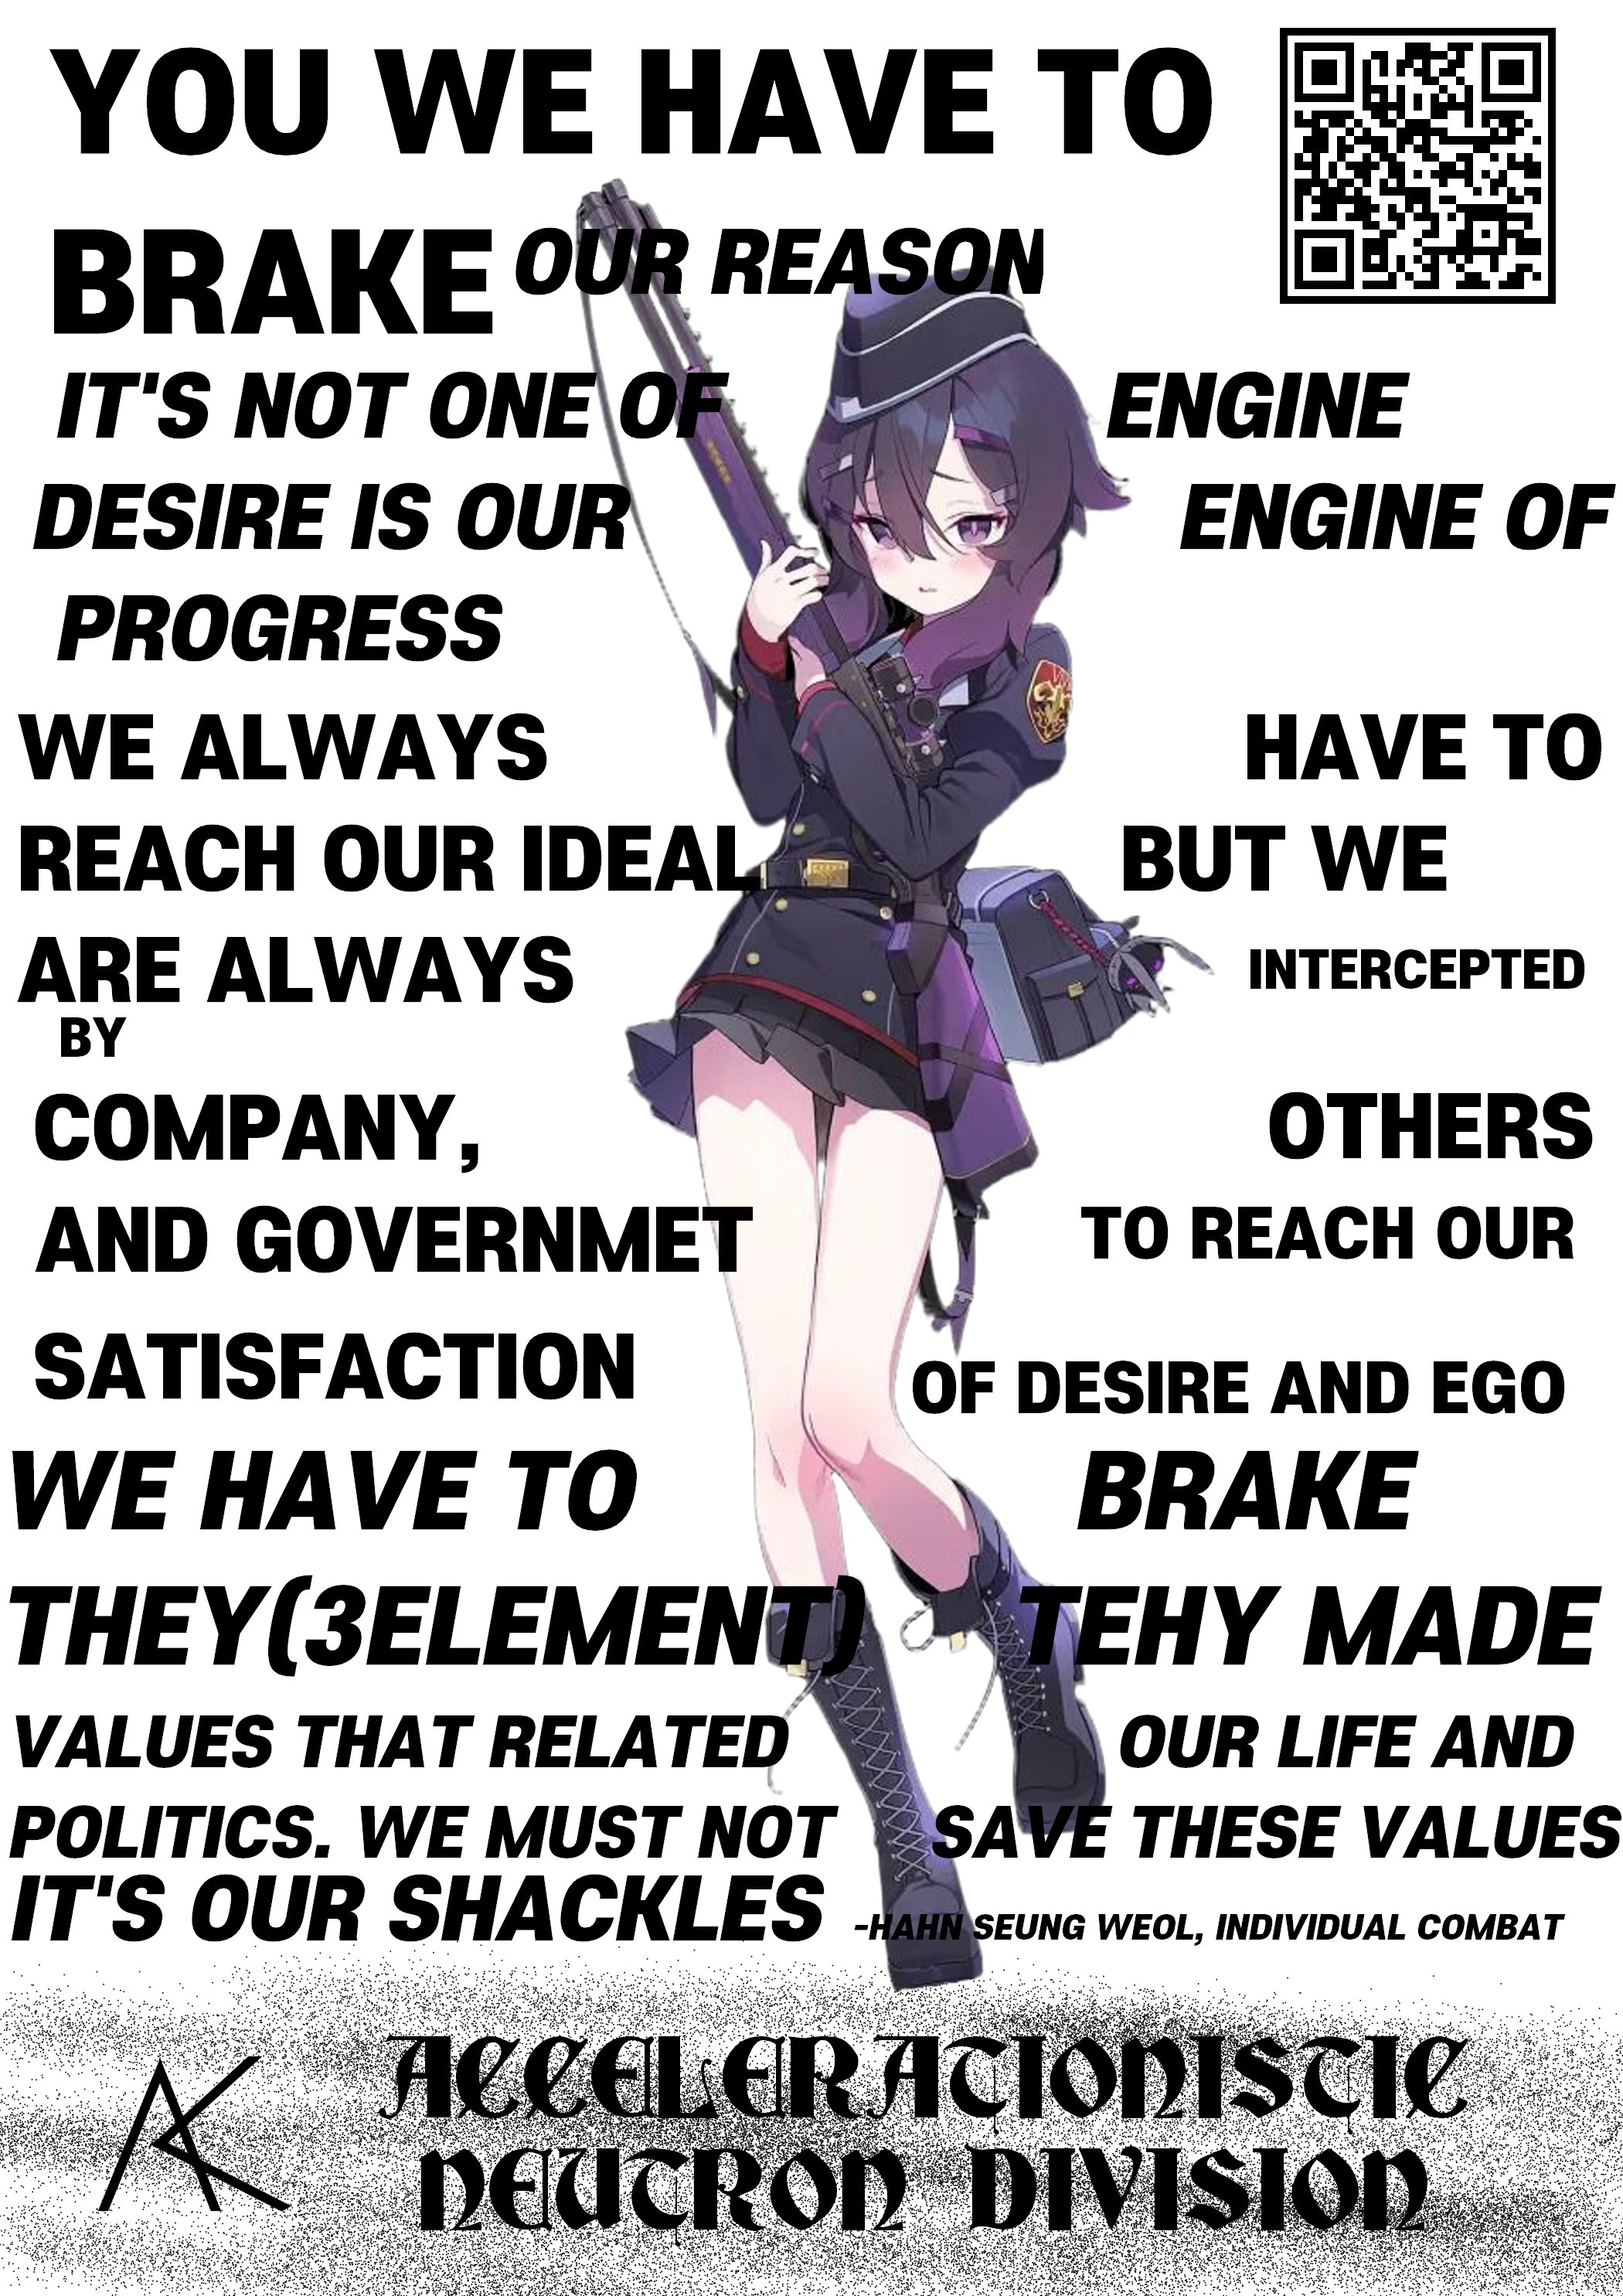 YOU WE HAVE TO
BRAKE OUR REASON
IT'S NOT ONE OF ENGINE
DESIRE IS OUR ENGINE OF
PROGRESS
WE ALWAYS HAVE TO
REACH OUR IDEAL BUT WE
ARE ALWAYS INTERCEPTED
BY
COMPANY, OTHERS
AND GOVERNMET TO REACH OUR
SATISFACTION OF DESIRE AND EGO
WE HAVE TO BRAKE
THEY(3ELEMENT) TEHY MADE
VALUES THAT RELATED OUR LIFE AND
POLITICS. WE MUST NOT SAVE THESE VALUES
IT'S OUR SHACKLES -HAHN SEUNG WEOL, INDIVIDUAL COMBAT
ACCELERATIONISTIC
NEUTRON DIVISION